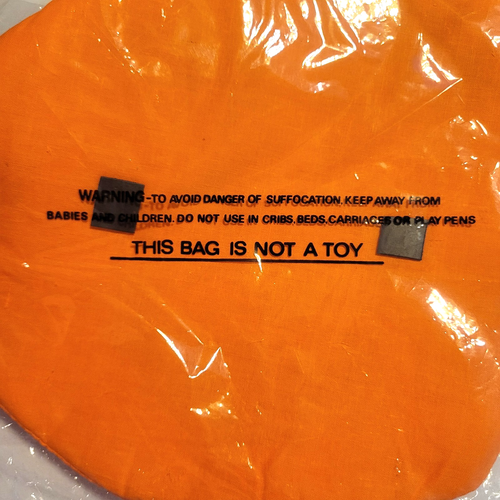 WARNING-TO AVOID DANGER OF SUFFOCATION. KEEP AWAY FROM
BABIES AND CHILDREN. DO NOT USE IN CRIBS. BEDS. CARRIAGES OR PLAY PENS
THIS BAG IS NOT A TOY